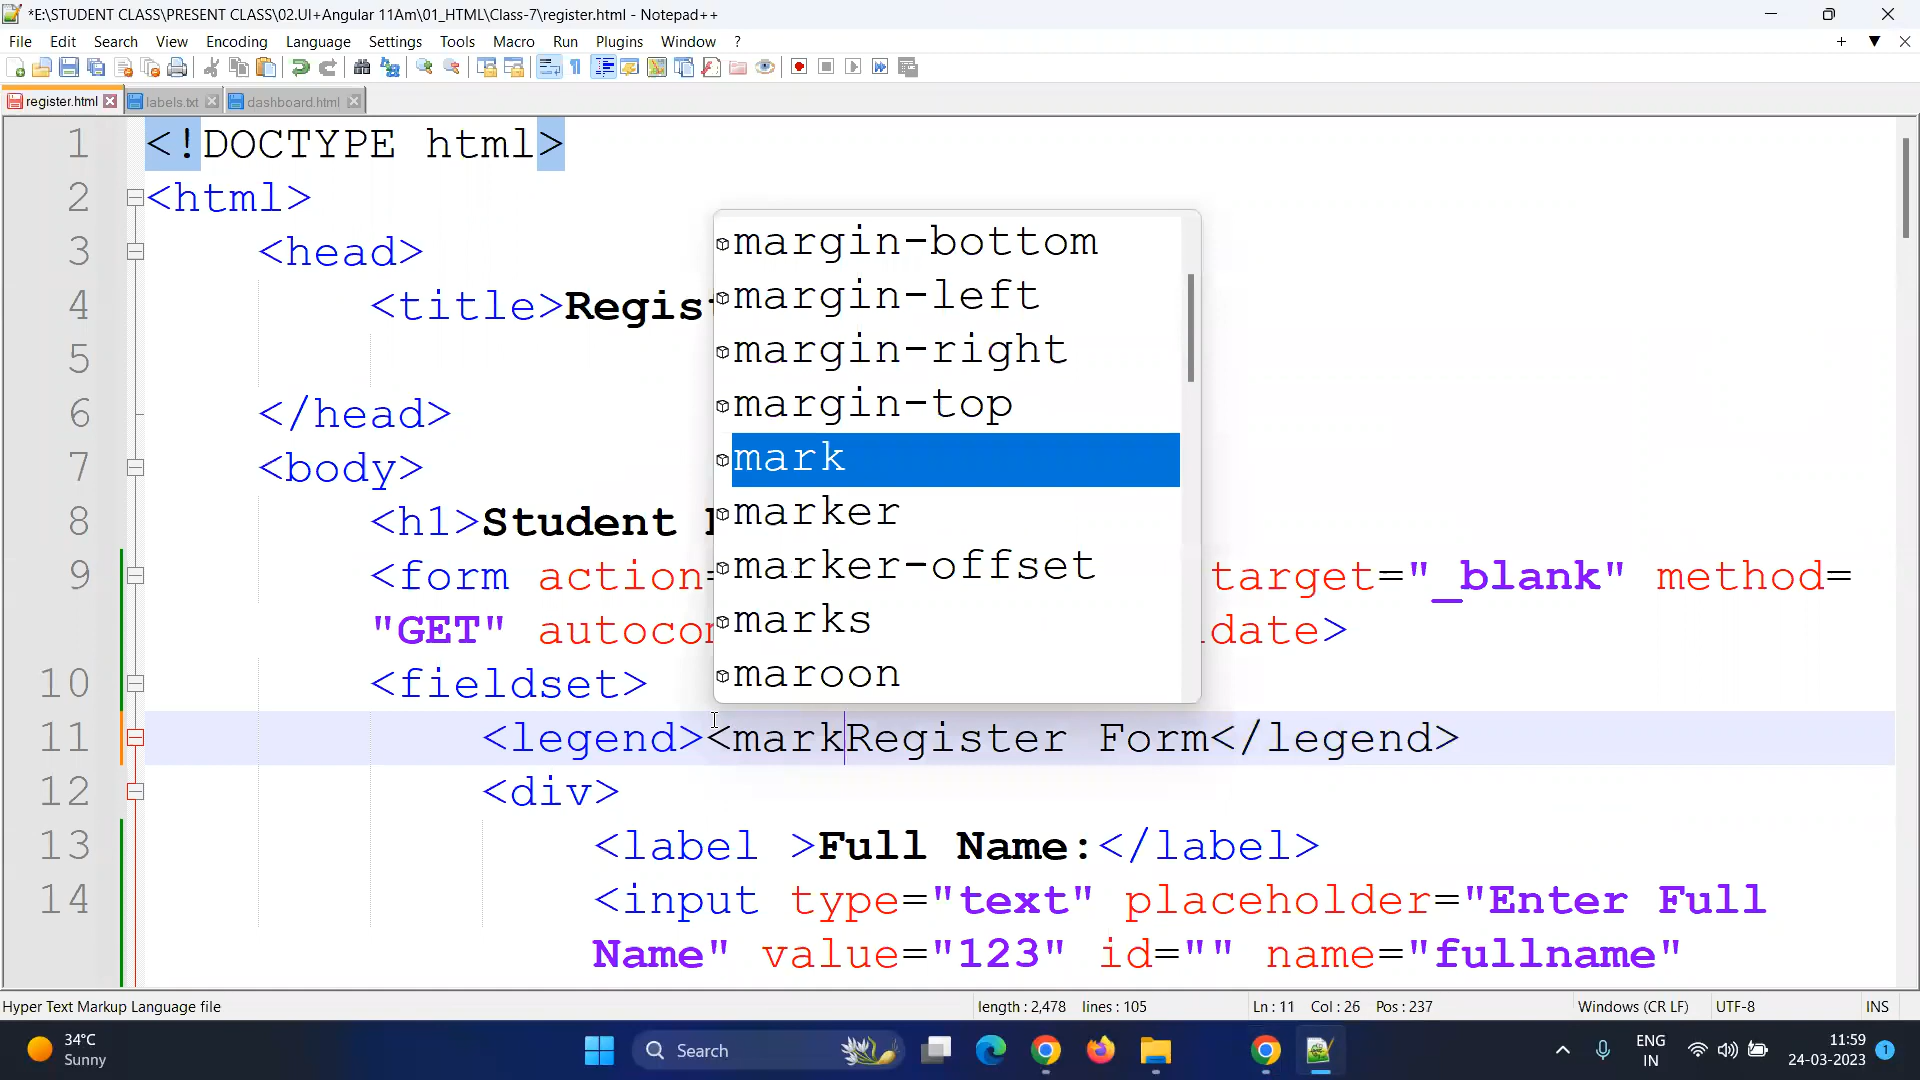 *E:\STUDENT CLASS\PRESENT CLASS\02.UI+Angular 11Am\01_HTML\Class-7\register.html - Notepad++
File Edit Search View Encoding Language Settings Tools Macro Run Plugins Window ?
register.html labels.txt dashboard.html
1 <!DOCTYPE html>
2 <html>
3 <head>
4 <title>Regist
5
6 </head>
7 <body>
8 <h1>Student
9 <form action= target="_blank" method=
"GET" autocom date>
10 <fieldset>
11 <legend><markRegister Form</legend>
12 <div>
13 <label >Full Name:</label>
14 <input type="text" placeholder="Enter Full
Name" value="123" id="" name="fullname"
margin-bottom
margin-left
margin-right
margin-top
mark
marker
marker-offset
marks
maroon
Hyper Text Markup Language file length : 2,478 lines : 105 Ln : 11 Col : 26 Pos : 237 Windows (CR LF) UTF-8 INS
34°C
Sunny
Search
ENG
IN
11:59
24-03-2023
1